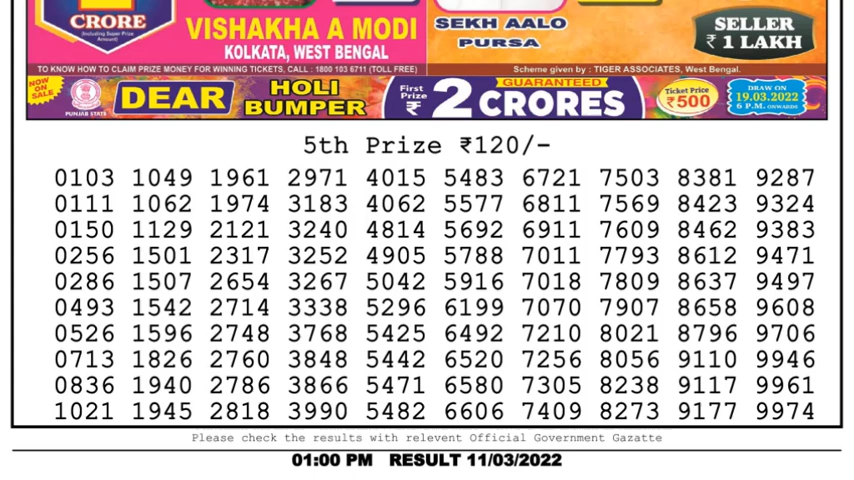 1
CRORE
(Including Super Prize Amount)
VISHAKHA A MODI
KOLKATA, WEST BENGAL
SEKH AALO
PURSA
SELLER
₹ 1 LAKH
TO KNOW HOW TO CLAIM PRIZE MONEY FOR WINNING TICKETS, CALL : 1800 103 6711 (TOLL FREE)
Scheme given by : TIGER ASSOCIATES, West Bengal.
NOW ON SALE
PUNJAB STATE
DEAR
HOLI BUMPER
First Prize ₹
2 CRORES
GUARANTEED
Ticket Price ₹500
DRAW ON
19.03.2022
6 P.M. ONWARDS
5th Prize ₹120/-
0103 1049 1961 2971 4015 5483 6721 7503 8381 9287
0111 1062 1974 3183 4062 5577 6811 7569 8423 9324
0150 1129 2121 3240 4814 5692 6911 7609 8462 9383
0256 1501 2317 3252 4905 5788 7011 7793 8612 9471
0286 1507 2654 3267 5042 5916 7018 7809 8637 9497
0493 1542 2714 3338 5296 6199 7070 7907 8658 9608
0526 1596 2748 3768 5425 6492 7210 8021 8796 9706
0713 1826 2760 3848 5442 6520 7256 8056 9110 9946
0836 1940 2786 3866 5471 6580 7305 8238 9117 9961
1021 1945 2818 3990 5482 6606 7409 8273 9177 9974
Please check the results with relevent Official Government Gazatte
01:00 PM RESULT 11/03/2022